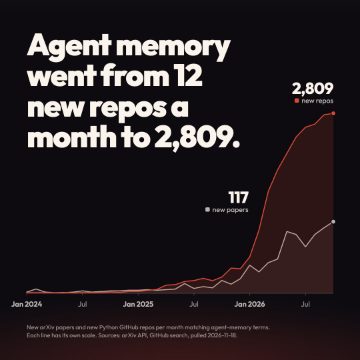 Agent memory
went from 12
new repos a
month to 2,809.
2,809
new repos
117
new papers
Jan 2024 Jul Jan 2025 Jul Jan 2026 Jul
New arXiv papers and new Python GitHub repos per month matching agent-memory terms.
Each line has its own scale. Sources: arXiv API, GitHub search, pulled 2026-11-18.